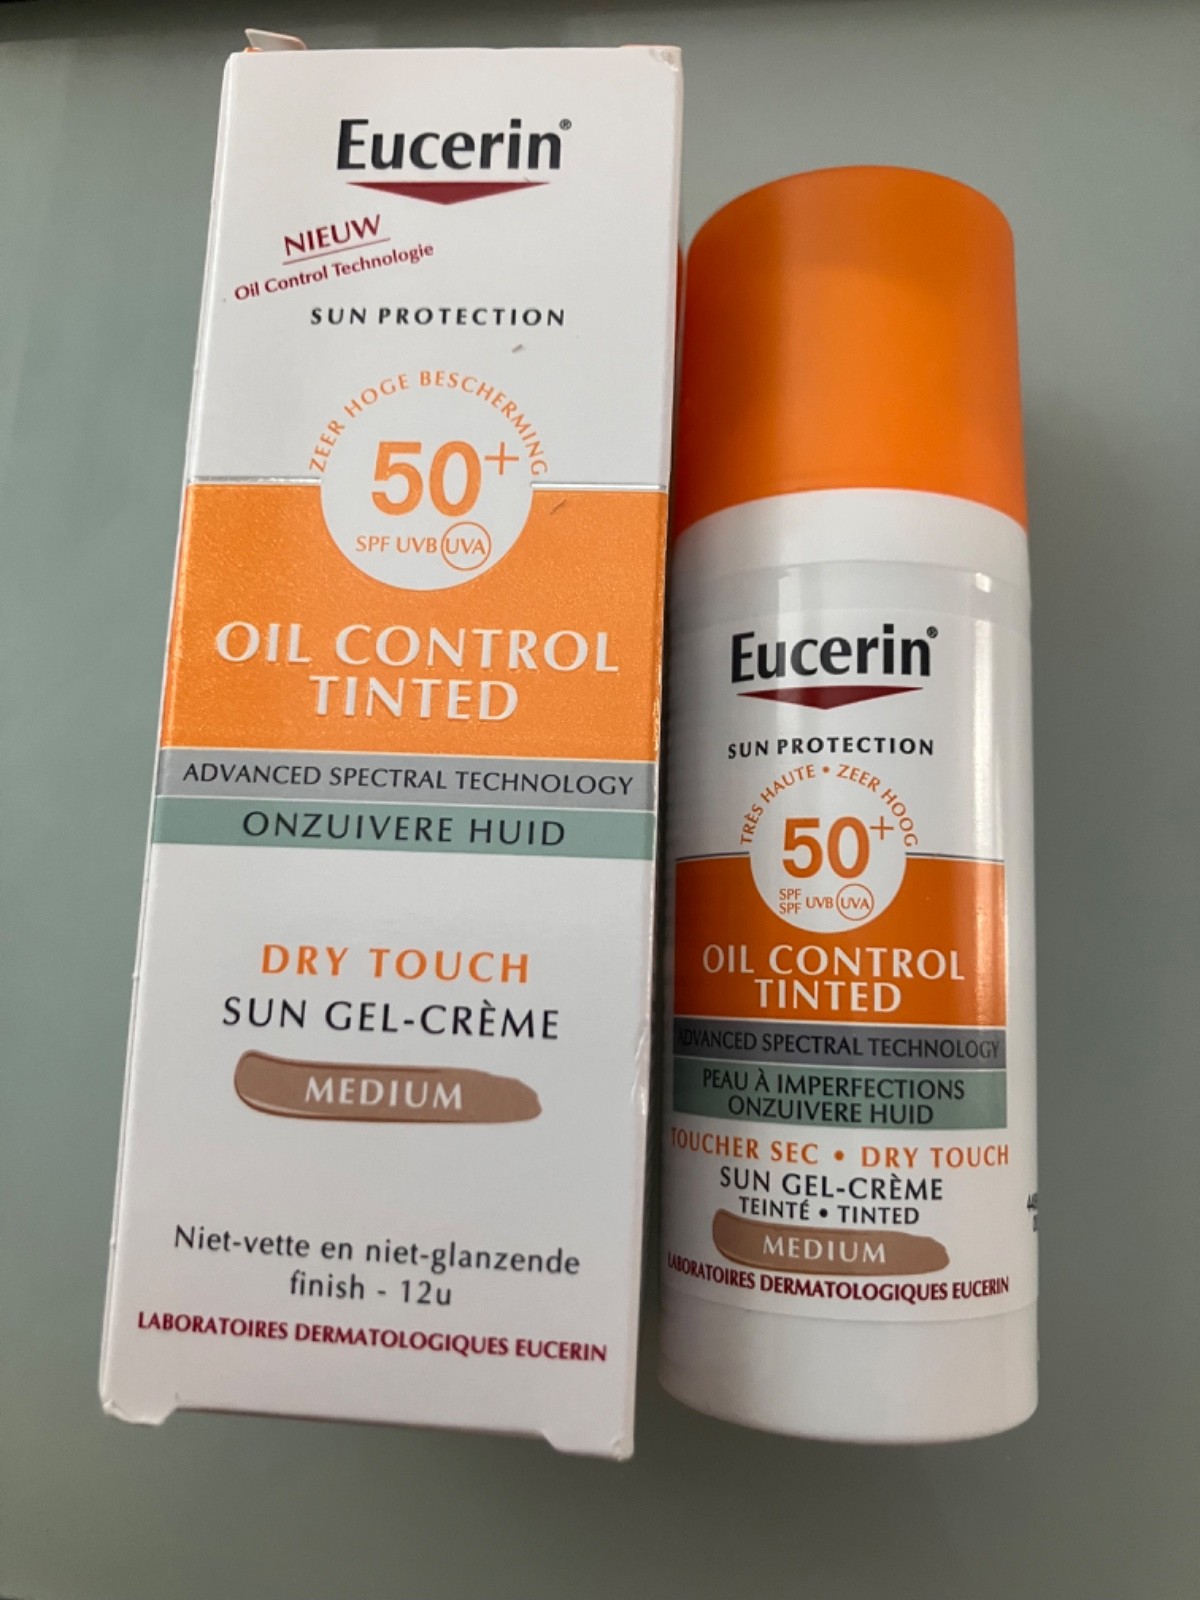 Eucerin®
NIEUW
Oil Control Technologie
SUN PROTECTION
ZEER HOGE BESCHERMING
50+
SPF UVB UVA
OIL CONTROL
TINTED
ADVANCED SPECTRAL TECHNOLOGY
ONZUIVERE HUID
DRY TOUCH
SUN GEL-CRÈME
MEDIUM
Niet-vette en niet-glanzende
finish - 12u
LABORATOIRES DERMATOLOGIQUES EUCERIN
Eucerin®
SUN PROTECTION
TRÈS HAUTE • ZEER HOOG
50+
SPF
SPF UVB UVA
OIL CONTROL
TINTED
ADVANCED SPECTRAL TECHNOLOGY
PEAU À IMPERFECTIONS
ONZUIVERE HUID
TOUCHER SEC • DRY TOUCH
SUN GEL-CRÈME
TEINTÉ • TINTED
MEDIUM
LABORATOIRES DERMATOLOGIQUES EUCERIN